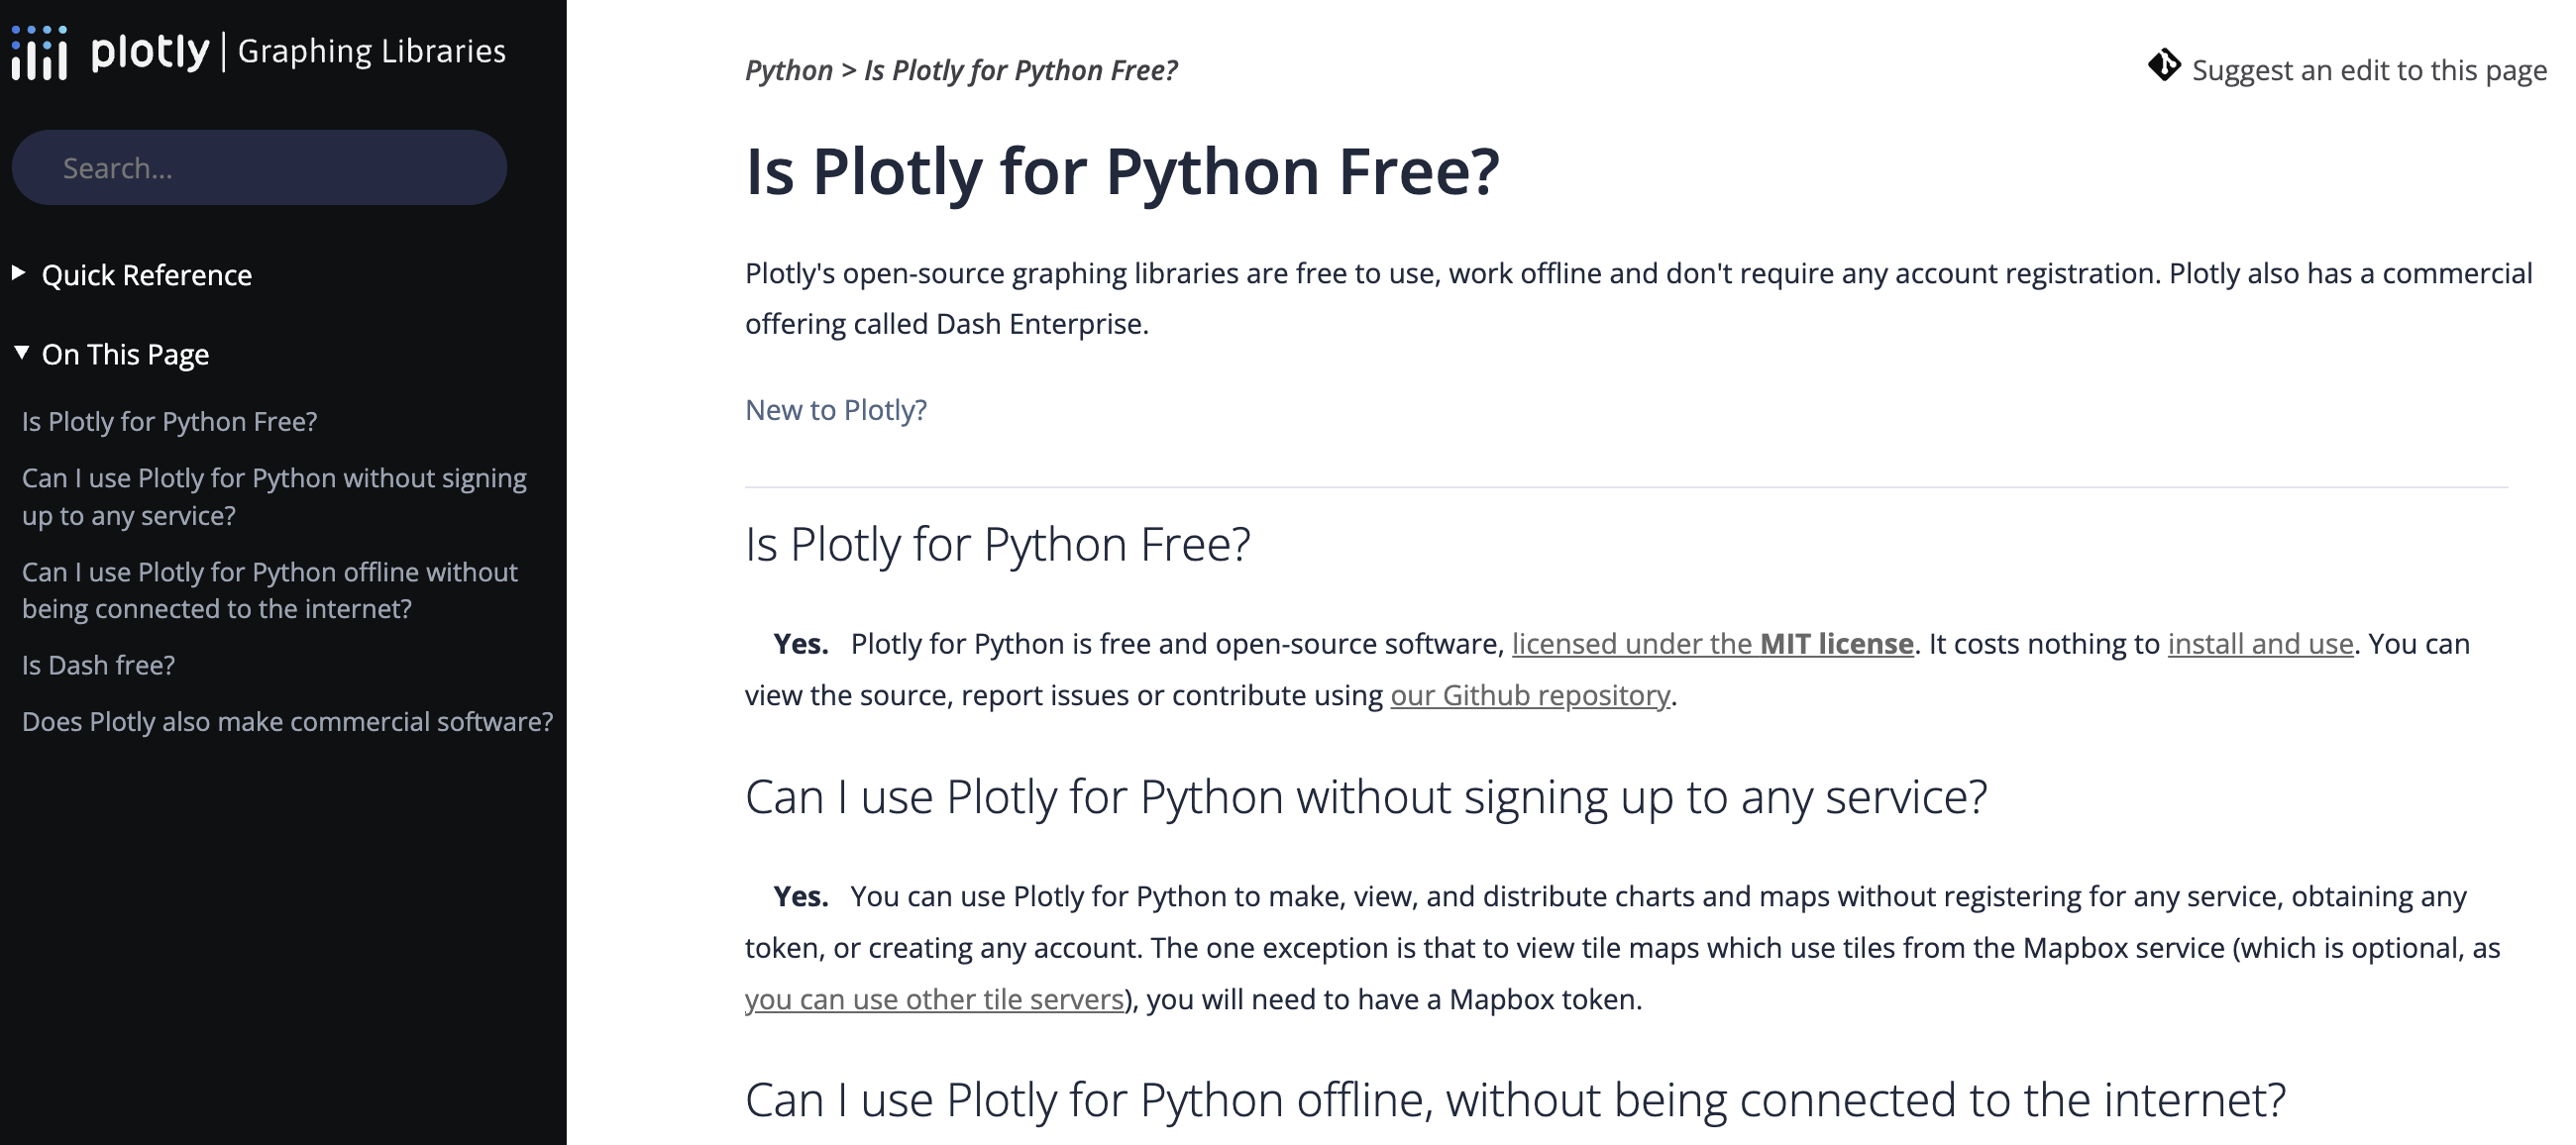 plotly | Graphing Libraries
Search...
Quick Reference
On This Page
Is Plotly for Python Free?
Can I use Plotly for Python without signing
up to any service?
Can I use Plotly for Python offline without
being connected to the internet?
Is Dash free?
Does Plotly also make commercial software?
Python > Is Plotly for Python Free?
Suggest an edit to this page
Is Plotly for Python Free?
Plotly's open-source graphing libraries are free to use, work offline and don't require any account registration. Plotly also has a commercial
offering called Dash Enterprise.
New to Plotly?
Is Plotly for Python Free?
Yes. Plotly for Python is free and open-source software, licensed under the MIT license. It costs nothing to install and use. You can
view the source, report issues or contribute using our Github repository.
Can I use Plotly for Python without signing up to any service?
Yes. You can use Plotly for Python to make, view, and distribute charts and maps without registering for any service, obtaining any
token, or creating any account. The one exception is that to view tile maps which use tiles from the Mapbox service (which is optional, as
you can use other tile servers), you will need to have a Mapbox token.
Can I use Plotly for Python offline, without being connected to the internet?